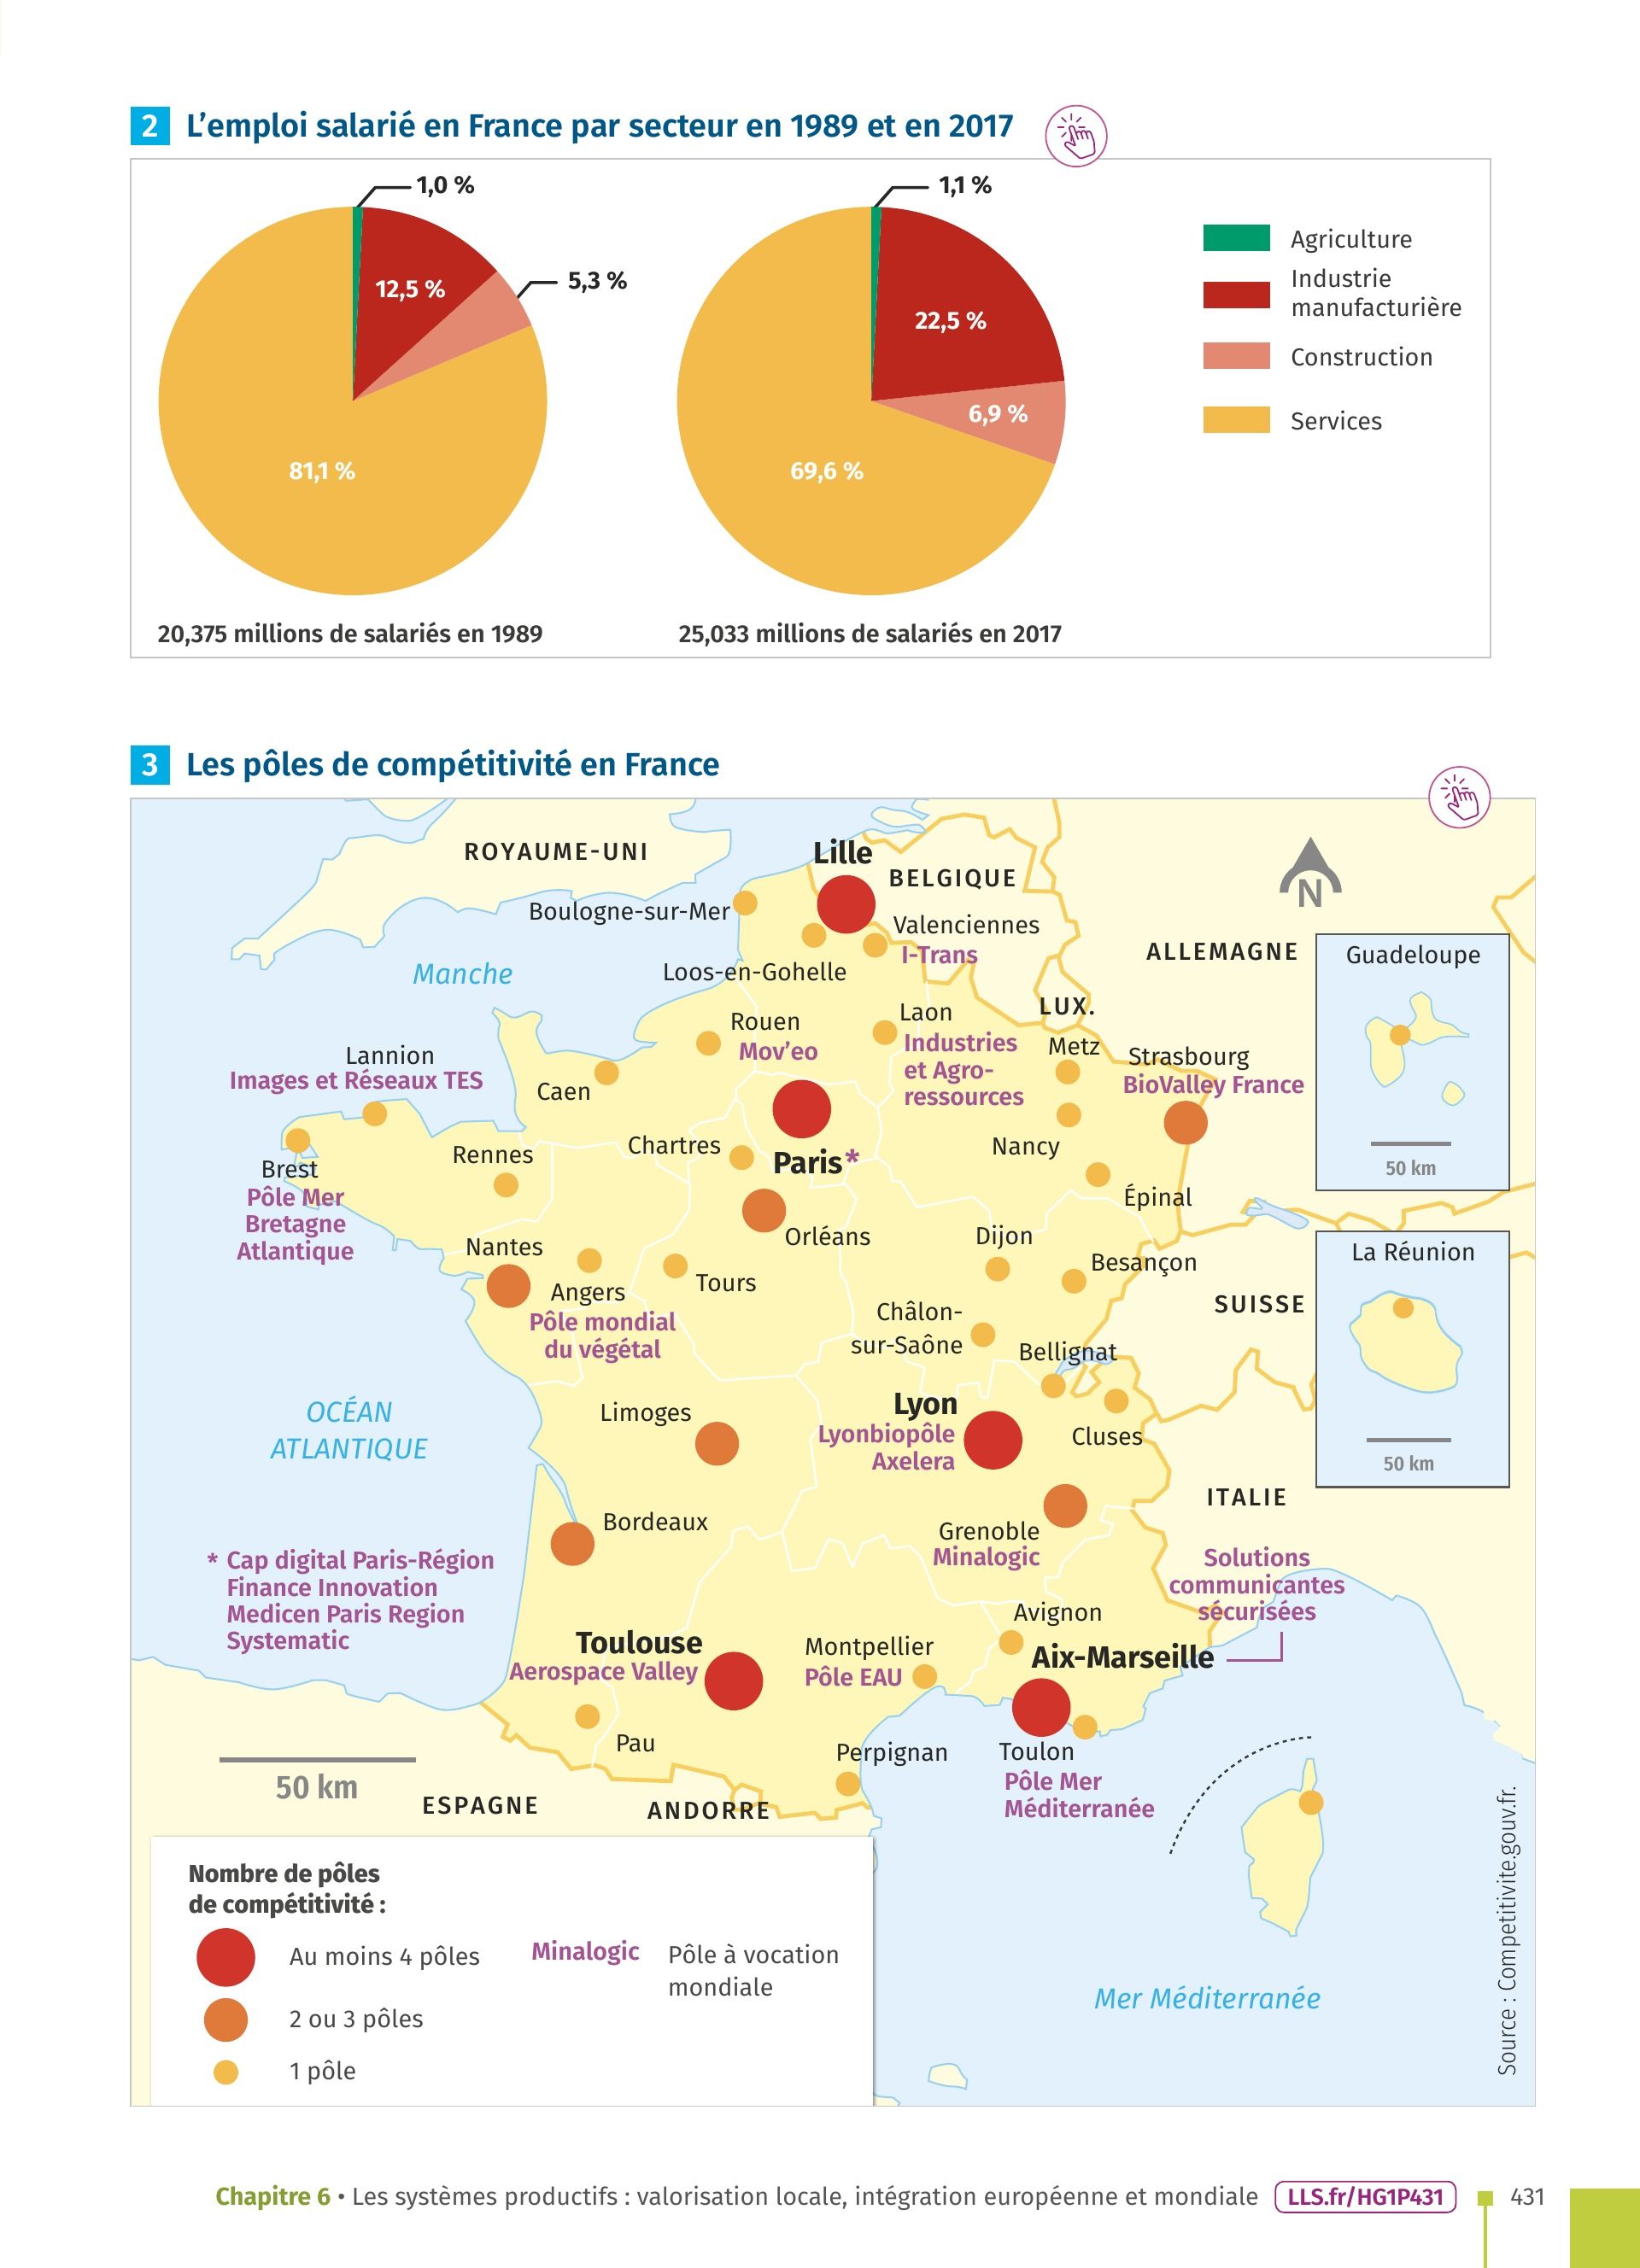 2 L’emploi salarié en France par secteur en 1989 et en 2017
1,0 %
12,5 %
5,3 %
81,1 %
20,375 millions de salariés en 1989
1,1 %
22,5 %
6,9 %
69,6 %
25,033 millions de salariés en 2017
Agriculture
Industrie
manufacturière
Construction
Services
3 Les pôles de compétitivité en France
ROYAUME-UNI
Lille
BELGIQUE
Boulogne-sur-Mer
Valenciennes
I-Trans
N
ALLEMAGNE
Guadeloupe
50 km
Manche
Loos-en-Gohelle
LUX.
Laon
Industries
et Agro-
ressources
Rouen
Mov’eo
Metz
Strasbourg
BioValley France
Lannion
Images et Réseaux TES
Caen
Chartres
Paris*
Nancy
Épinal
Brest
Pôle Mer
Bretagne
Atlantique
Rennes
Orléans
Dijon
Besançon
La Réunion
50 km
Nantes
Angers
Pôle mondial
du végétal
Tours
Châlon-
sur-Saône
SUISSE
Bellignat
OCÉAN
ATLANTIQUE
Limoges
Lyon
Lyonbiopôle
Axelera
Cluses
ITALIE
Bordeaux
Grenoble
Minalogic
* Cap digital Paris-Région
Finance Innovation
Medicen Paris Region
Systematic
Solutions
communicantes
sécurisées
Avignon
Toulouse
Aerospace Valley
Montpellier
Pôle EAU
Aix-Marseille
Pau
Perpignan
Toulon
Pôle Mer
Méditerranée
50 km
ESPAGNE
ANDORRE
Nombre de pôles
de compétitivité :
Au moins 4 pôles
2 ou 3 pôles
1 pôle
Minalogic
Pôle à vocation
mondiale
Mer Méditerranée
Source : Competitivite.gouv.fr.
Chapitre 6 • Les systèmes productifs : valorisation locale, intégration européenne et mondiale LLS.fr/HG1P431 431